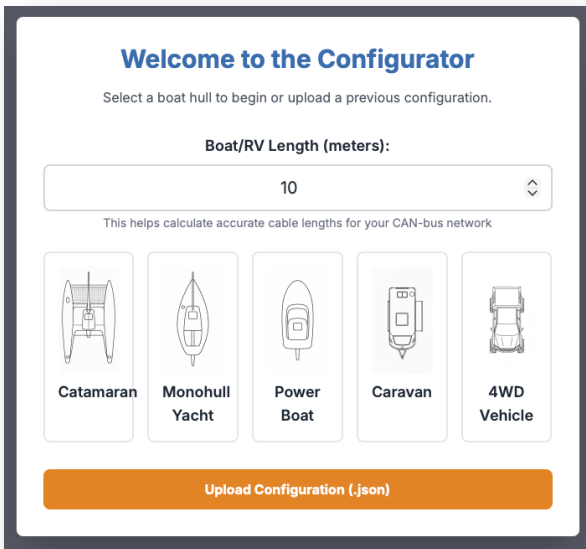 Welcome to the Configurator
Select a boat hull to begin or upload a previous configuration.
Boat/RV Length (meters):
10
This helps calculate accurate cable lengths for your CAN-bus network
Catamaran
Monohull
Yacht
Power
Boat
Caravan
4WD
Vehicle
Upload Configuration (.json)